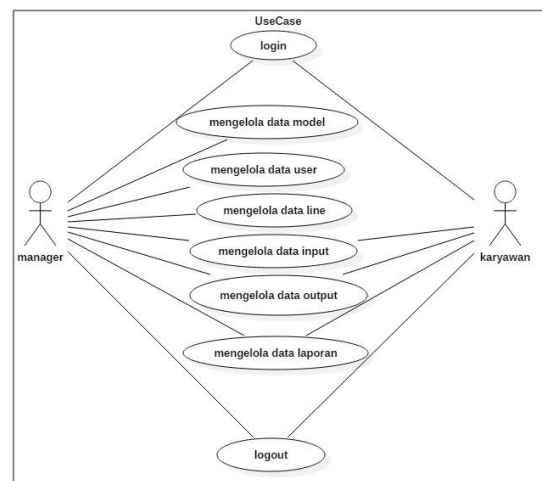 UseCase
login
mengelola data model
mengelola data user
mengelola data line
mengelola data input
manager
karyawan
mengelola data output
mengelola data laporan
logout